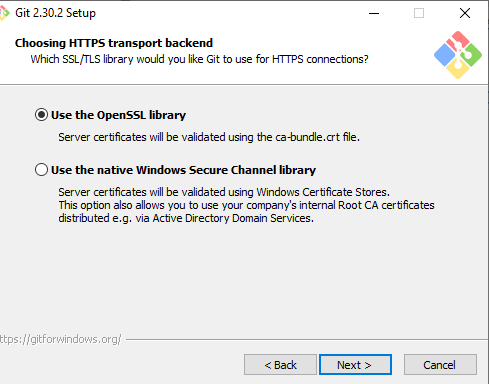 Git 2.30.2 Setup
Choosing HTTPS transport backend
Which SSL/TLS library would you like Git to use for HTTPS connections?
Use the OpenSSL library
Server certificates will be validated using the ca-bundle.crt file.
Use the native Windows Secure Channel library
Server certificates will be validated using Windows Certificate Stores.
This option also allows you to use your company's internal Root CA certificates
distributed e.g. via Active Directory Domain Services.
ttps://gitforwindows.org/
< Back
Next >
Cancel